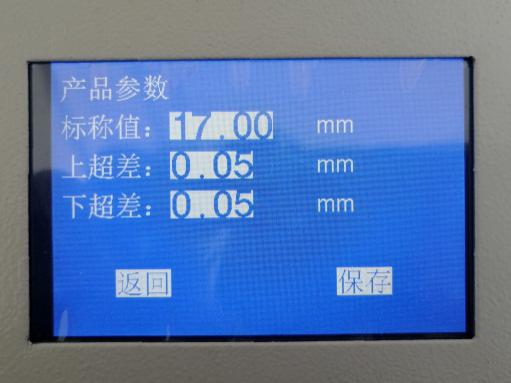 产品参数
标称值：17.00 mm
上超差：0.05 mm
下超差：0.05 mm
返回 保存